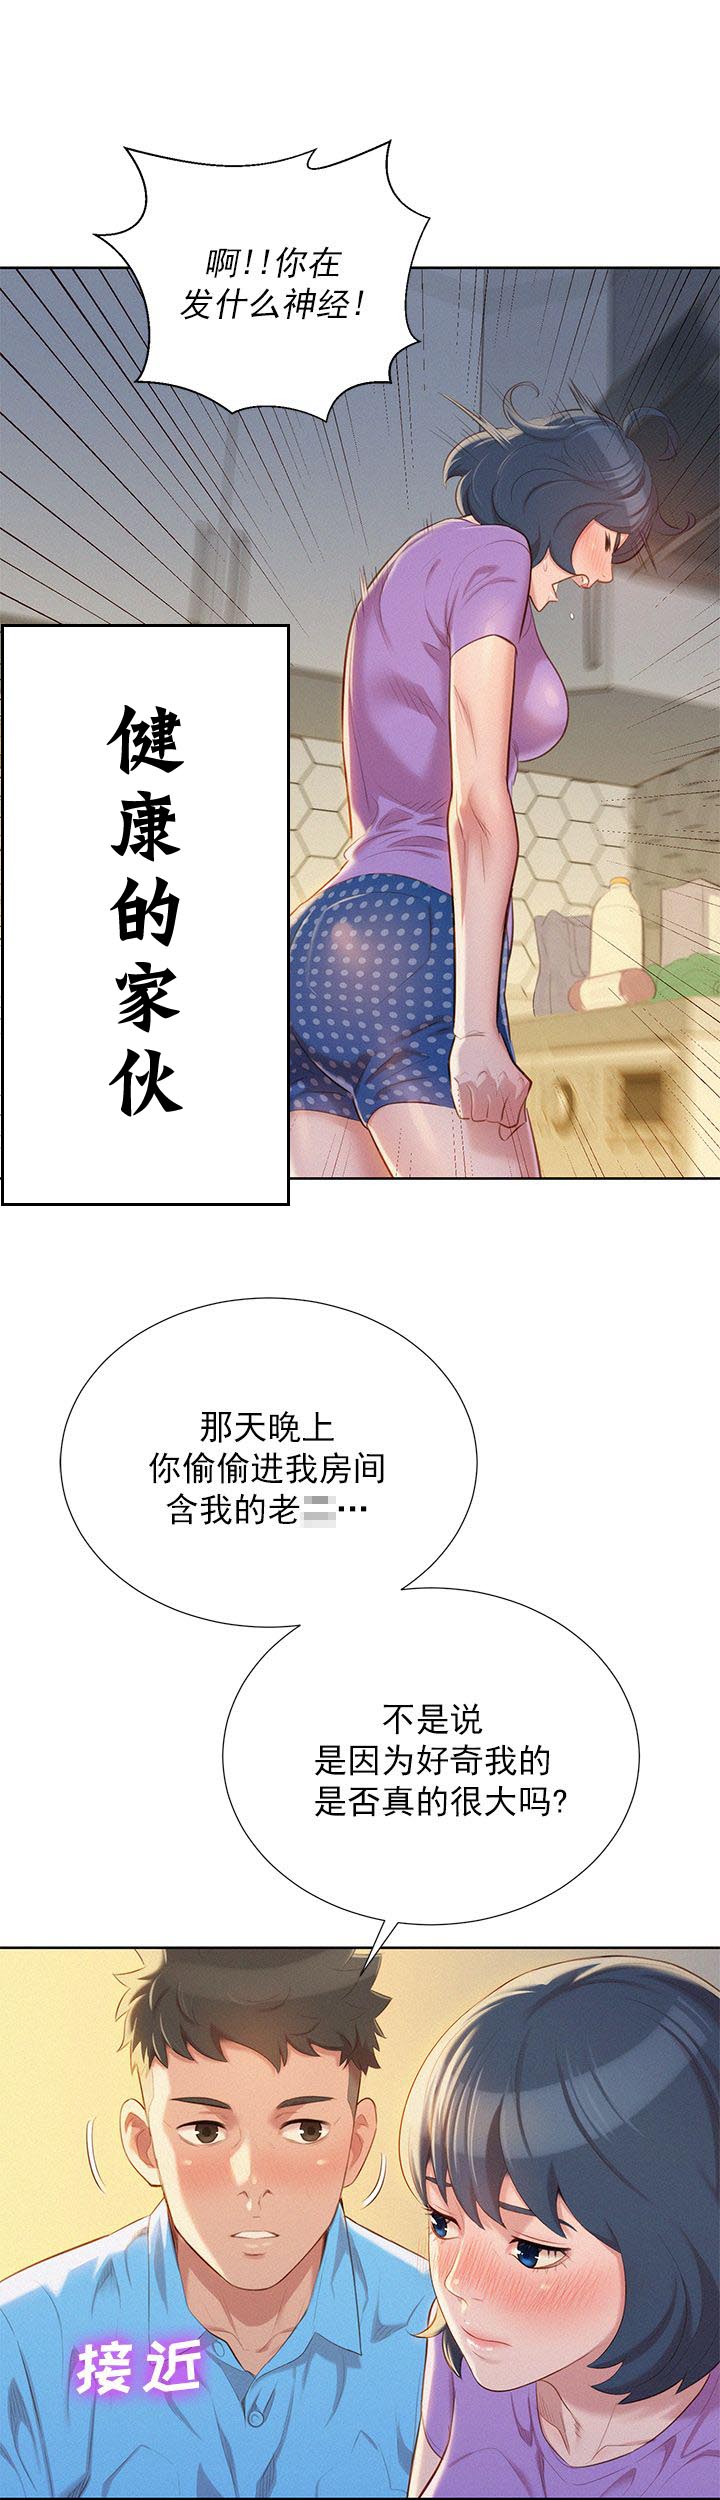 啊!!你在
发什么神经!
健康的家伙
那天晚上
你偷偷进我房间
含我的老…
不是说
是因为好奇我的
是否真的很大吗?
接近